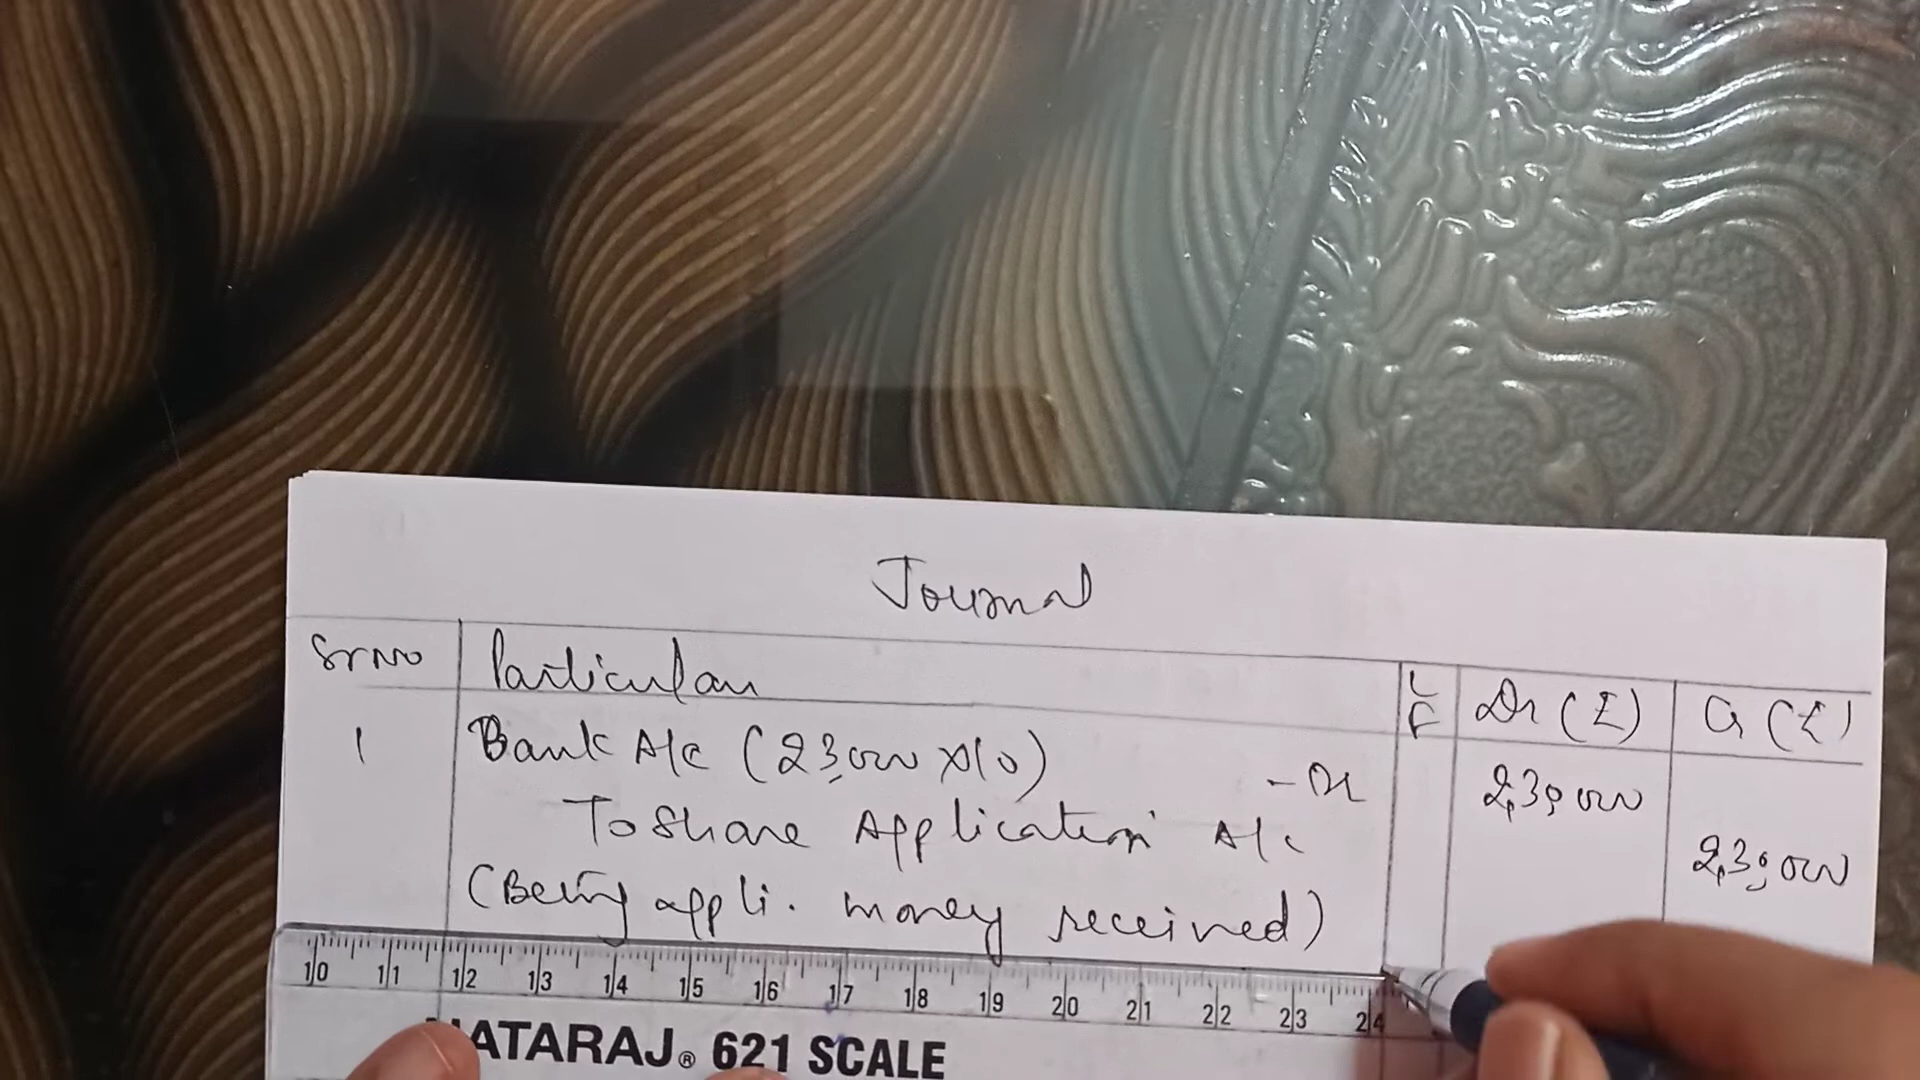 Journal
Sr No Particulars L F Dr (₹) Cr (₹)
1 Bank A/c (23,000 x 10) - Dr 2,30,000
To Share Application A/c 2,30,000
(Being appli. money received)
10 11 12 13 14 15 16 17 18 19 20 21 22 23 24
NATARAJ® 621 SCALE